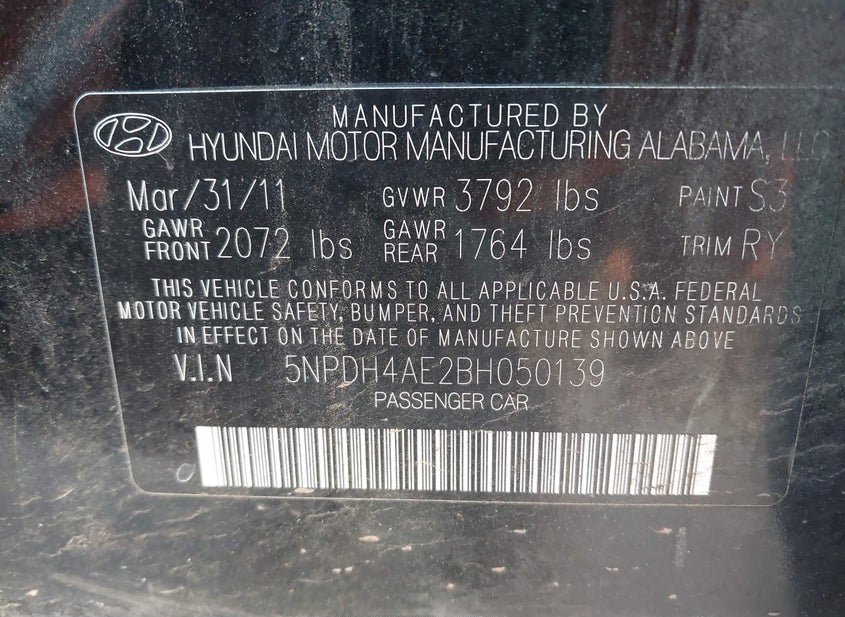 MANUFACTURED BY
HYUNDAI MOTOR MANUFACTURING ALABAMA, LLC
Mar/31/11 GVWR 3792 lbs PAINT S3
GAWR FRONT 2072 lbs GAWR REAR 1764 lbs TRIM RY
THIS VEHICLE CONFORMS TO ALL APPLICABLE U.S.A. FEDERAL
MOTOR VEHICLE SAFETY, BUMPER, AND THEFT PREVENTION STANDARDS
IN EFFECT ON THE DATE OF MANUFACTURE SHOWN ABOVE
V.I.N 5NPDH4AE2BH050139
PASSENGER CAR